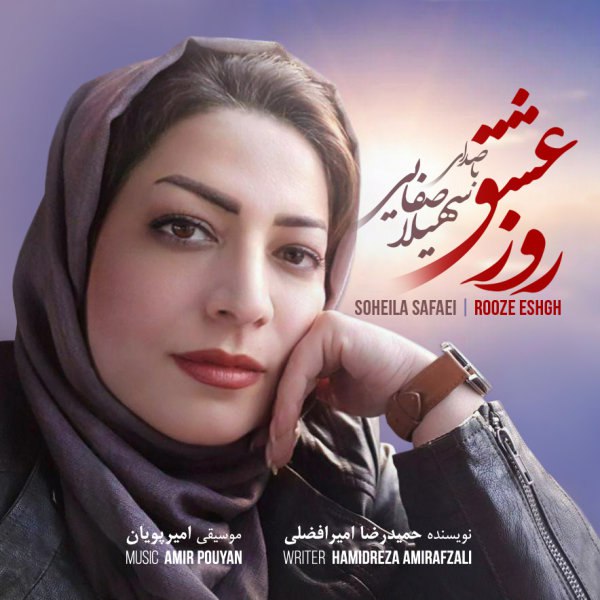 روز عشق
با صدای
سهیلا صفایی
SOHEILA SAFAEI | ROOZE ESHGH
نویسنده حمیدرضا امیرافضلی
WRITER HAMIDREZA AMIRAFZALI
موسیقی امیرپویان
MUSIC AMIR POUYAN